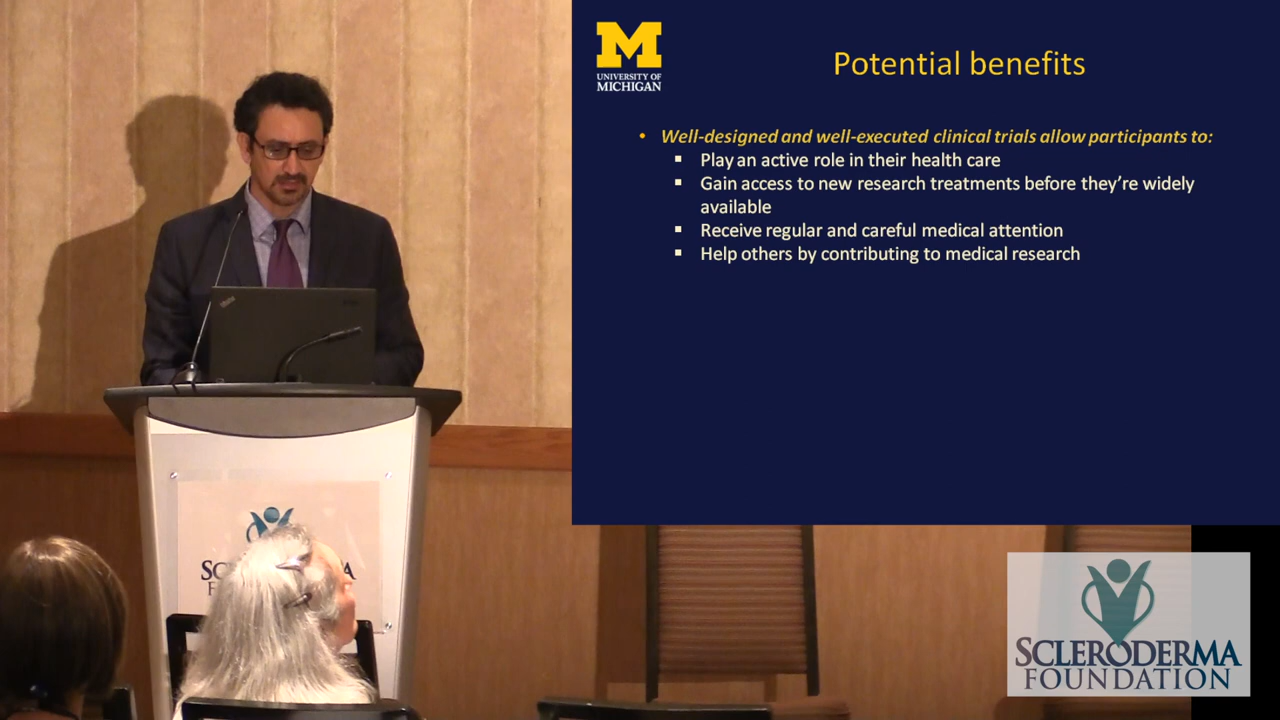 M
UNIVERSITY OF
MICHIGAN
Potential benefits
• Well-designed and well-executed clinical trials allow participants to:
▪ Play an active role in their health care
▪ Gain access to new research treatments before they’re widely
available
▪ Receive regular and careful medical attention
▪ Help others by contributing to medical research
SCLERODERMA
FOUNDATION